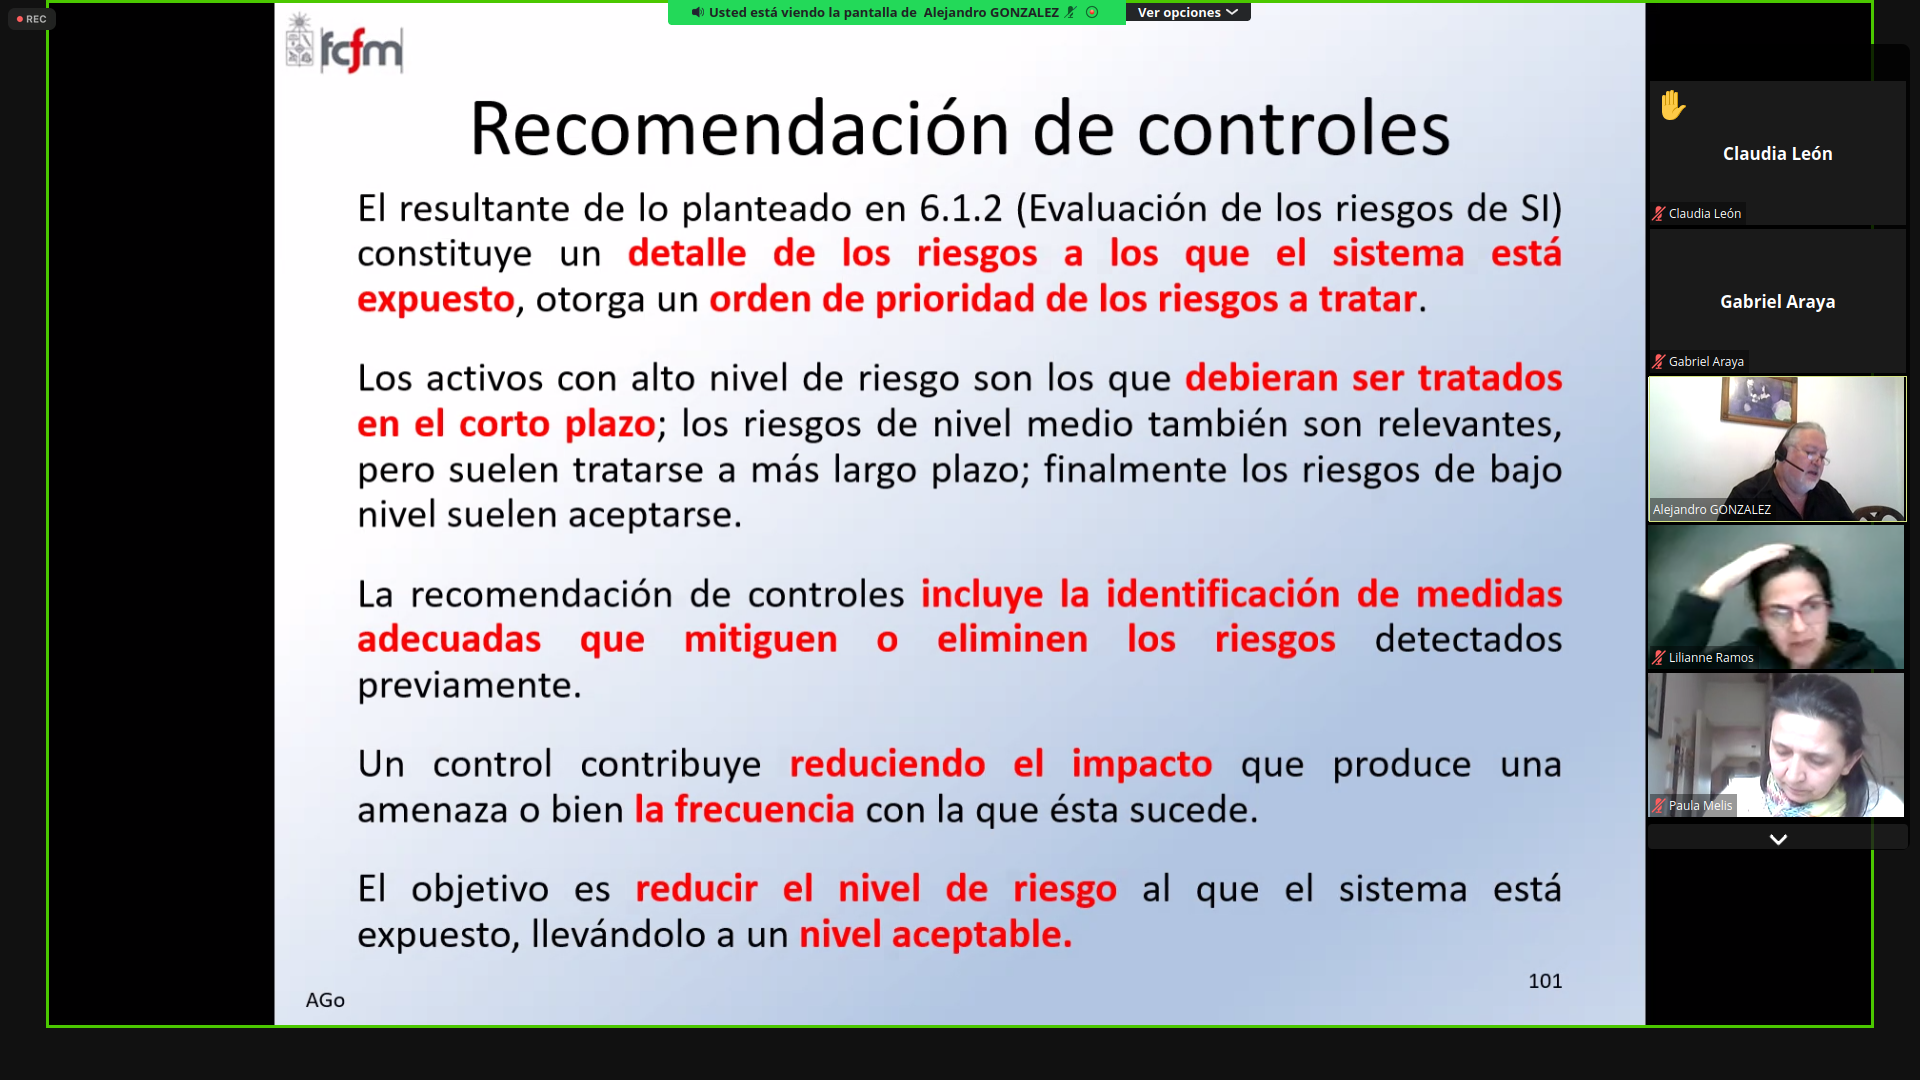 REC
Usted está viendo la pantalla de Alejandro GONZALEZ
Ver opciones
fcfm
Recomendación de controles
El resultante de lo planteado en 6.1.2 (Evaluación de los riesgos de SI)
constituye un detalle de los riesgos a los que el sistema está
expuesto, otorga un orden de prioridad de los riesgos a tratar.
Los activos con alto nivel de riesgo son los que debieran ser tratados
en el corto plazo; los riesgos de nivel medio también son relevantes,
pero suelen tratarse a más largo plazo; finalmente los riesgos de bajo
nivel suelen aceptarse.
La recomendación de controles incluye la identificación de medidas
adecuadas que mitiguen o eliminen los riesgos detectados
previamente.
Un control contribuye reduciendo el impacto que produce una
amenaza o bien la frecuencia con la que ésta sucede.
El objetivo es reducir el nivel de riesgo al que el sistema está
expuesto, llevándolo a un nivel aceptable.
101
AGo
Claudia León
Claudia León
Gabriel Araya
Gabriel Araya
Alejandro GONZALEZ
Lilianne Ramos
Paula Melis